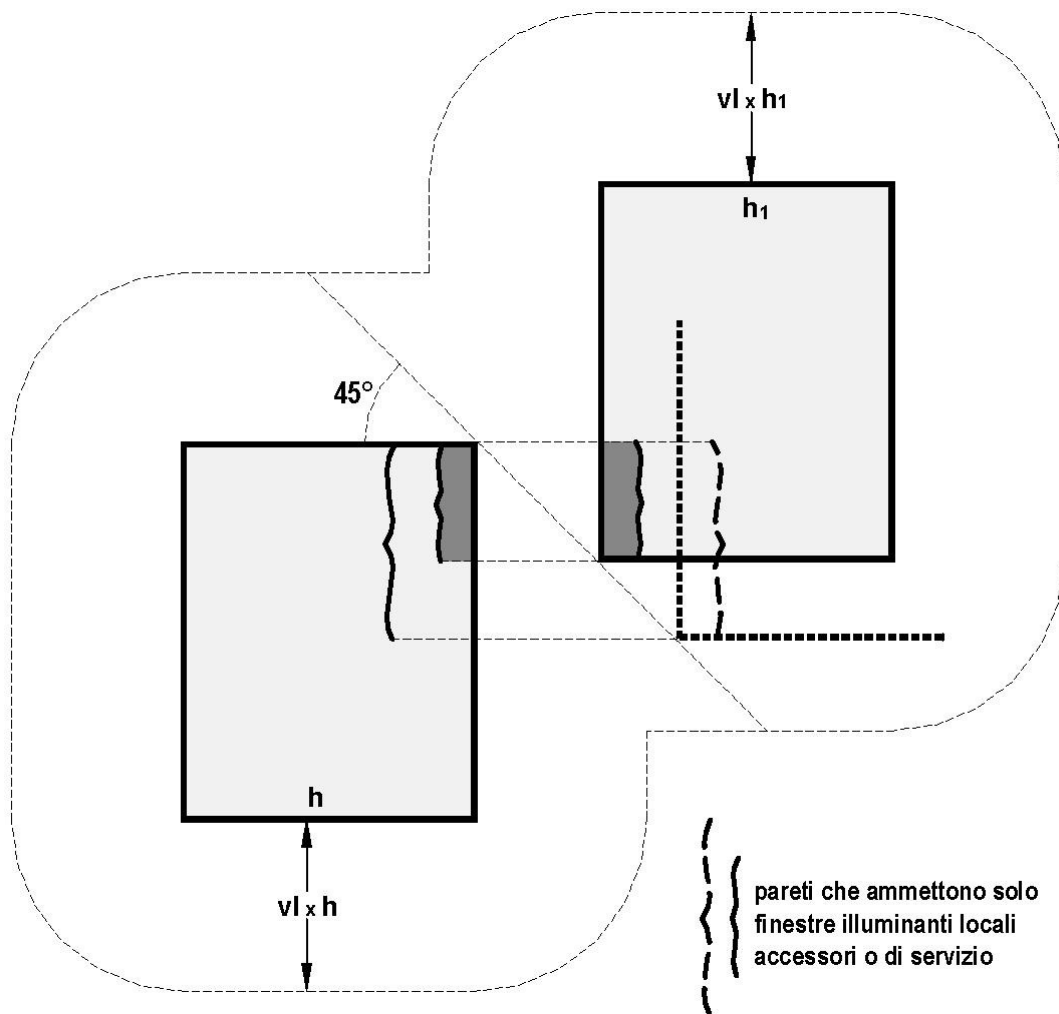 vl x h₁
h₁
45°
h
vl x h
pareti che ammettono solo
finestre illuminanti locali
accessori o di servizio